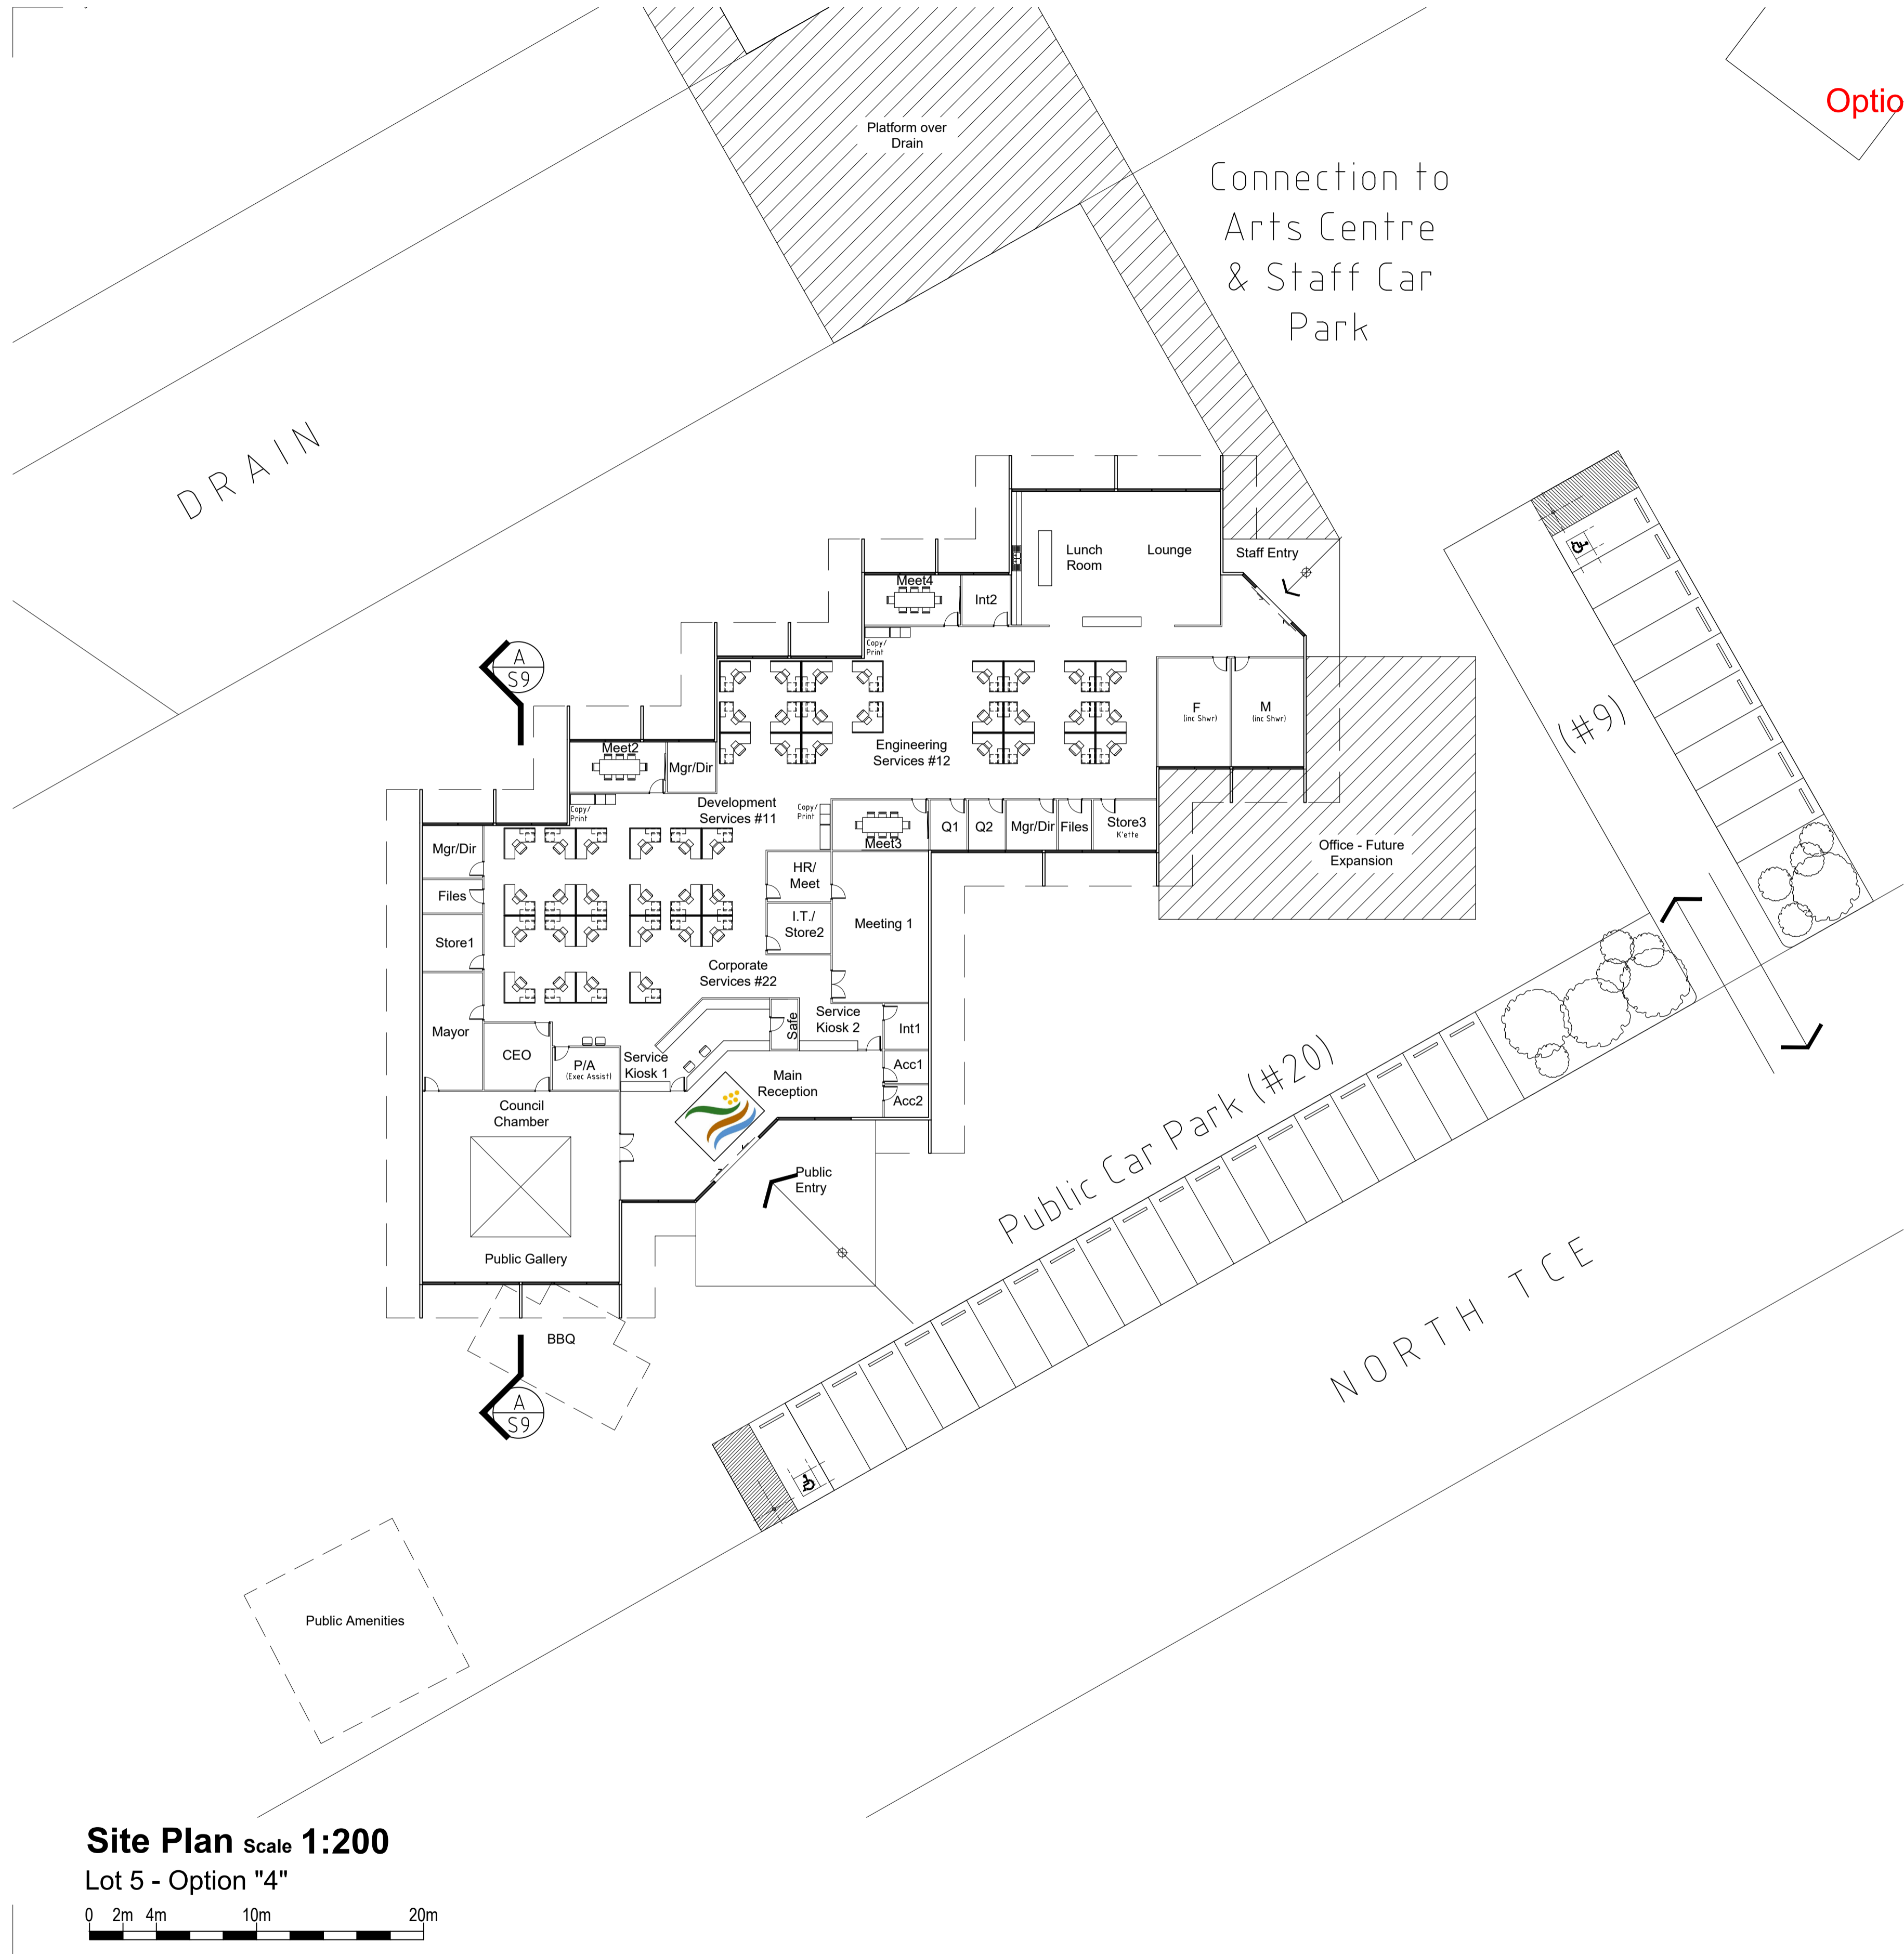 Optio
Platform over
Drain
Connection to
Arts Centre
& Staff Car
Park
DRAIN
Lunch
Room
Lounge
Staff Entry
Meet4
Int2
Copy/
Print
A
S9
F
(inc Shwr)
M
(inc Shwr)
(#9)
Engineering
Services #12
Meet2
Mgr/Dir
Copy/
Print
Development
Services #11
Copy/
Print
Meet3
Q1
Q2
Mgr/Dir
Files
Store3
K'ette
Office - Future
Expansion
Mgr/Dir
Files
Store1
HR/
Meet
I.T./
Store2
Meeting 1
Corporate
Services #22
Mayor
CEO
P/A
(Exec Assist)
Service
Kiosk 1
Safe
Service
Kiosk 2
Int1
Acc1
Acc2
Main
Reception
Council
Chamber
Public Gallery
Public
Entry
Public Car Park (#20)
NORTH TCE
BBQ
A
S9
Public Amenities
Site Plan Scale 1:200
Lot 5 - Option "4"
0 2m 4m 10m 20m